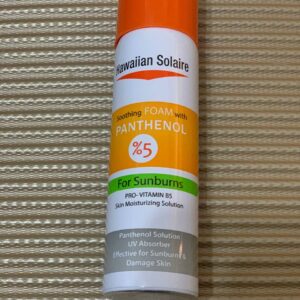 Hawaiian Solaire
Soothing FOAM with
PANTHENOL
%5
For Sunburns
PRO- VITAMIN B5
Skin Moisturizing Solution
Panthenol Solution
UV Absorber
Effective for Sunburns &
Damage Skin